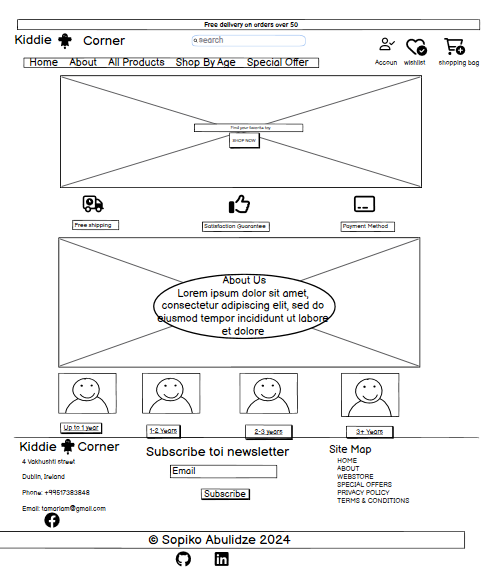 Free delivery on orders over 50
Kiddie Corner
search
Accoun wishlist shopping bag
Home About All Products Shop By Age Special Offer
Find your favorite toy
SHOP NOW
Free shipping Satisfaction Guarantee Payment Method
About Us
Lorem ipsum dolor sit amet,
consectetur adipiscing elit, sed do
eiusmod tempor incididunt ut labore
et dolore
Up to 1 year 1-2 Years 2-3 years 3+ Years
Kiddie Corner
4 Vakhushti street
Dublin, Ireland
Phone: +99517383848
Email: tamariam@gmail.com
Subscribe toi newsletter
Email
Subscribe
Site Map
HOME
ABOUT
WEBSTORE
SPECIAL OFFERS
PRIVACY POLICY
TERMS & CONDITIONS
© Sopiko Abulidze 2024